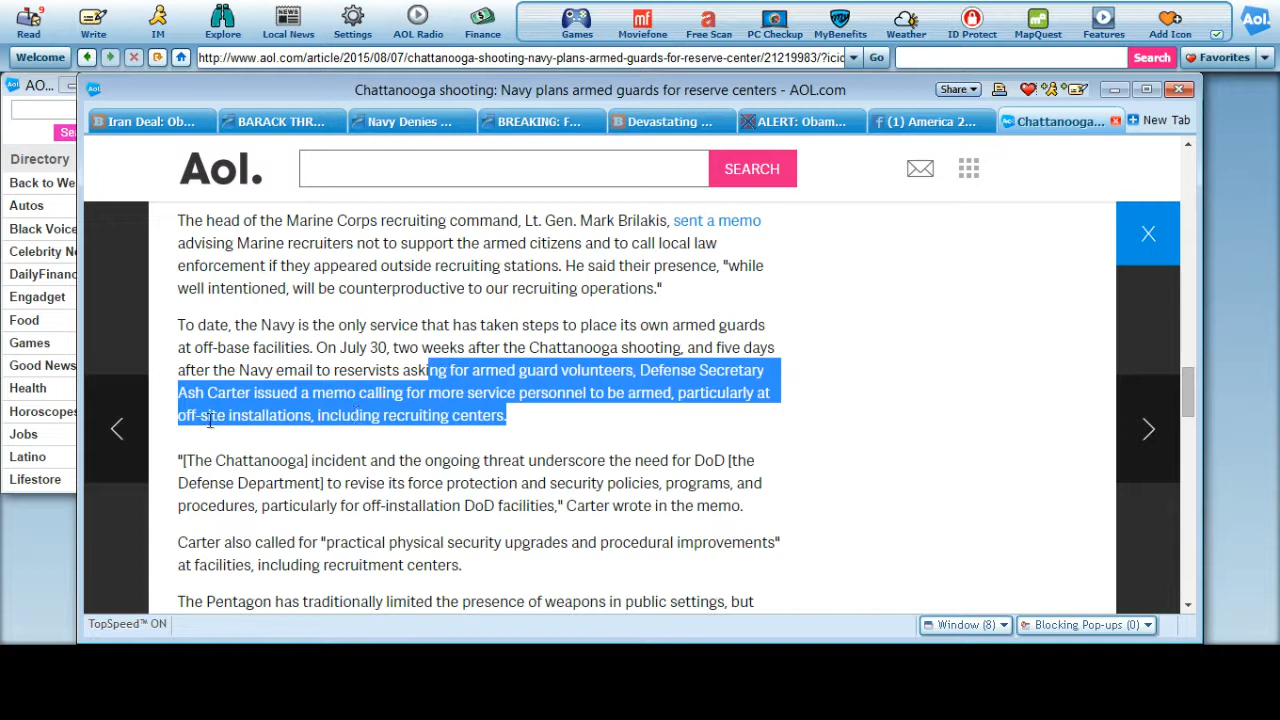 Read Write IM Explore Local News Settings AOL Radio Finance Games Moviefone Free Scan PC Checkup MyBenefits Weather ID Protect MapQuest Features Add Icon
9
mf
a
Aol.
Welcome http://www.aol.com/article/2015/08/07/chattanooga-shooting-navy-plans-armed-guards-for-reserve-center/21219983/?icic Go Search Favorites
AO...
Chattanooga shooting: Navy plans armed guards for reserve centers - AOL.com Share
Iran Deal: Ob... BARACK THR... Navy Denies ... BREAKING: F... Devastating ... ALERT: Obam... (1) America 2... Chattanooga... New Tab
Sea
Directory
Back to We
Autos
Black Voice
Celebrity Ne
DailyFinanc
Engadget
Food
Games
Good News
Health
Horoscopes
Jobs
Latino
Lifestore
Aol. SEARCH
X
The head of the Marine Corps recruiting command, Lt. Gen. Mark Brilakis, sent a memo
advising Marine recruiters not to support the armed citizens and to call local law
enforcement if they appeared outside recruiting stations. He said their presence, "while
well intentioned, will be counterproductive to our recruiting operations."
To date, the Navy is the only service that has taken steps to place its own armed guards
at off-base facilities. On July 30, two weeks after the Chattanooga shooting, and five days
after the Navy email to reservists asking for armed guard volunteers, Defense Secretary
Ash Carter issued a memo calling for more service personnel to be armed, particularly at
off-site installations, including recruiting centers.
"[The Chattanooga] incident and the ongoing threat underscore the need for DoD [the
Defense Department] to revise its force protection and security policies, programs, and
procedures, particularly for off-installation DoD facilities," Carter wrote in the memo.
Carter also called for "practical physical security upgrades and procedural improvements"
at facilities, including recruitment centers.
The Pentagon has traditionally limited the presence of weapons in public settings, but
TopSpeed™ ON Window (8) Blocking Pop-ups (0)